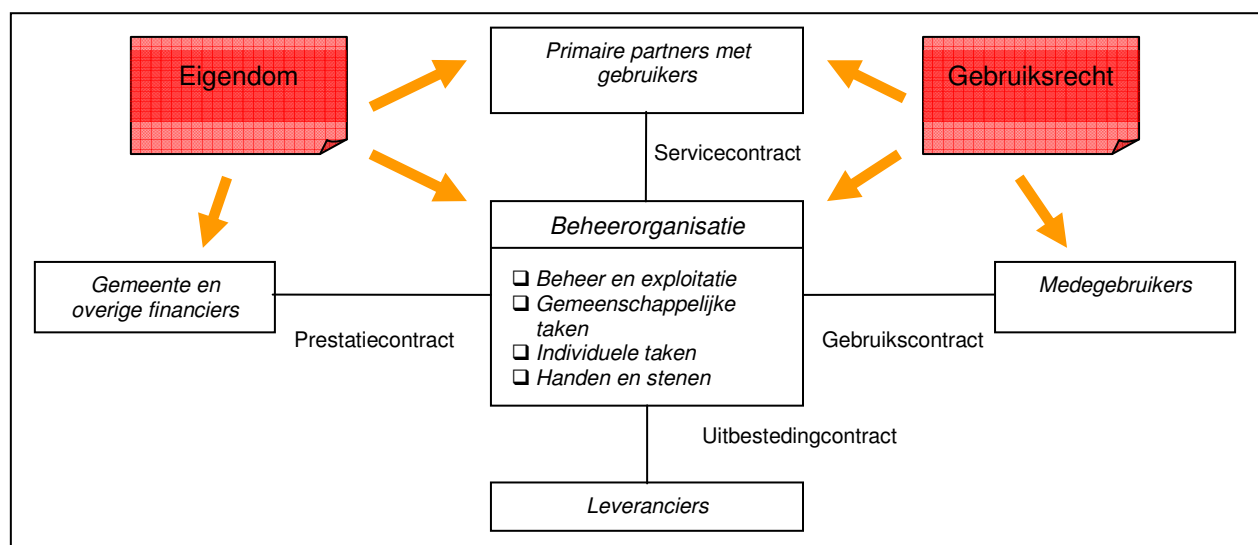 Eigendom
Primaire partners met
gebruikers
Gebruiksrecht
Servicecontract
Beheerorganisatie
❑ Beheer en exploitatie
❑ Gemeenschappelijke
taken
❑ Individuele taken
❑ Handen en stenen
Gemeente en
overige financiers
Medegebruikers
Prestatiecontract
Gebruikscontract
Uitbestedingcontract
Leveranciers